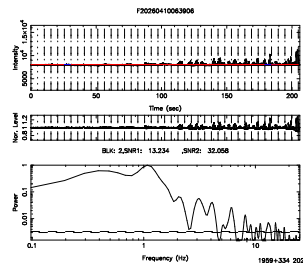 F20260410063906
Intensity
5000 10⁴ 1.5×10⁴
0 50 100 150 200
Time (sec)
Nor. Level
0.8 1.2
BLK: 2,SNR1: 13.234 ,SNR2: 32.058
Power
1
0.1
0.01
0.1 1 10
Frequency (Hz)
1959+334 202